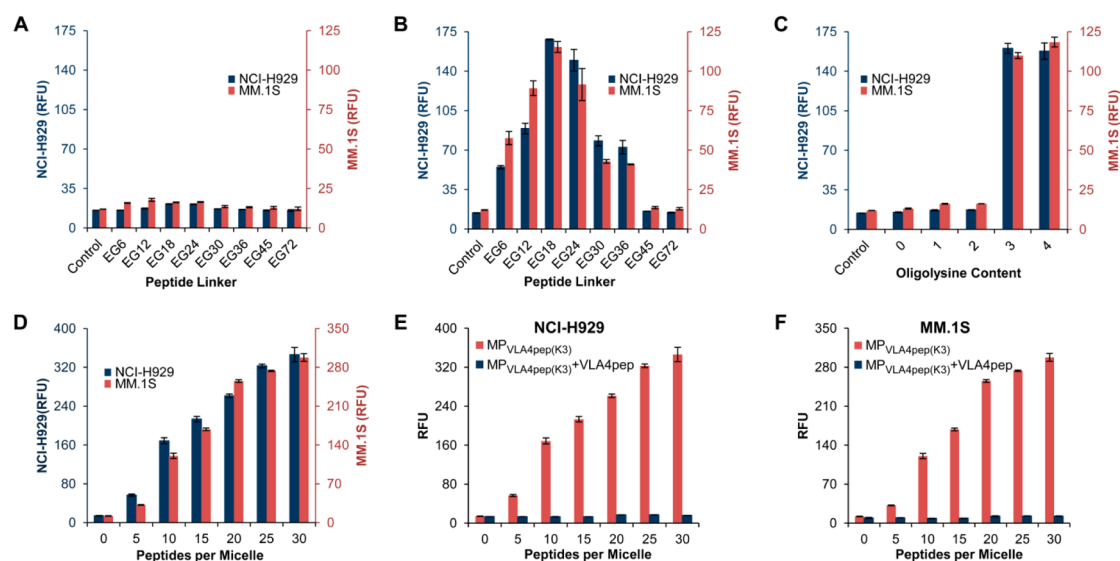 A
NCI-H929 (RFU)
175
140
105
70
35
0
NCI-H929
MM.1S
125
100
75
50
25
0
MM.1S (RFU)
Control EG6 EG12 EG18 EG24 EG30 EG36 EG45 EG72
Peptide Linker
B
NCI-H929 (RFU)
175
140
105
70
35
0
NCI-H929
MM.1S
125
100
75
50
25
0
MM.1S (RFU)
Control EG6 EG12 EG18 EG24 EG30 EG36 EG45 EG72
Peptide Linker
C
NCI-H929 (RFU)
175
140
105
70
35
0
NCI-H929
MM.1S
125
100
75
50
25
0
MM.1S (RFU)
Control 0 1 2 3 4
Oligolysine Content
D
NCI-H929(RFU)
400
320
240
160
80
0
NCI-H929
MM.1S
350
280
210
140
70
0
MM.1S (RFU)
0 5 10 15 20 25 30
Peptides per Micelle
E
NCI-H929
RFU
400
320
240
160
80
0
MPVLA4pep(K3)
MPVLA4pep(K3)+VLA4pep
0 5 10 15 20 25 30
Peptides per Micelle
F
MM.1S
RFU
350
280
210
140
70
0
MPVLA4pep(K3)
MPVLA4pep(K3)+VLA4pep
0 5 10 15 20 25 30
Peptides per Micelle